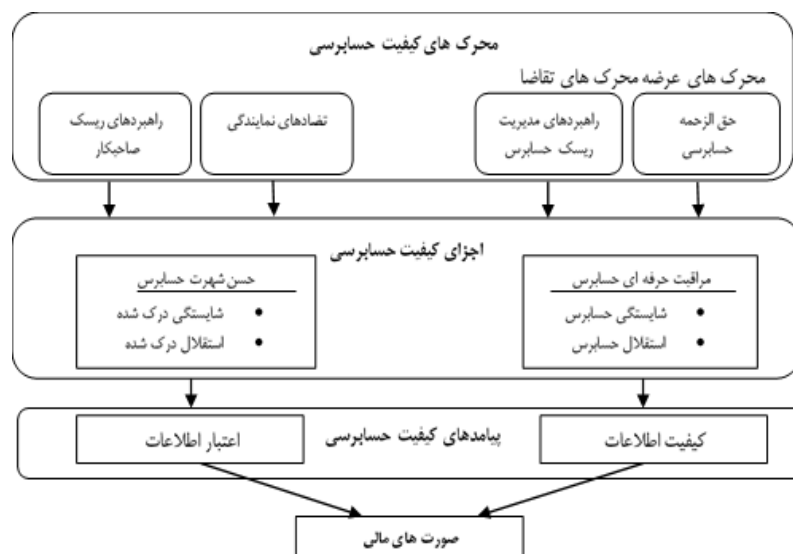 محرک های کیفیت حسابرسی
محرک های عرضه محرک های تقاضا
حق الزحمه
حسابرسی
راهبردهای مدیریت
ریسک حسابرس
تضادهای نمایندگی
راهبردهای ریسک
صاحبکار
اجزای کیفیت حسابرسی
مراقبت حرفه ای حسابرس
• شایستگی حسابرس
• استقلال حسابرس
حسن شهرت حسابرس
• شایستگی درک شده
• استقلال درک شده
پیامدهای کیفیت حسابرسی
کیفیت اطلاعات
اعتبار اطلاعات
صورت های مالی